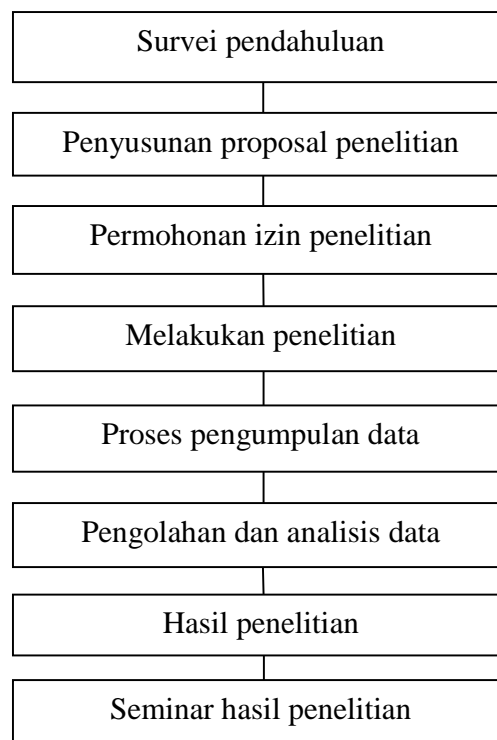 Survei pendahuluan
Penyusunan proposal penelitian
Permohonan izin penelitian
Melakukan penelitian
Proses pengumpulan data
Pengolahan dan analisis data
Hasil penelitian
Seminar hasil penelitian